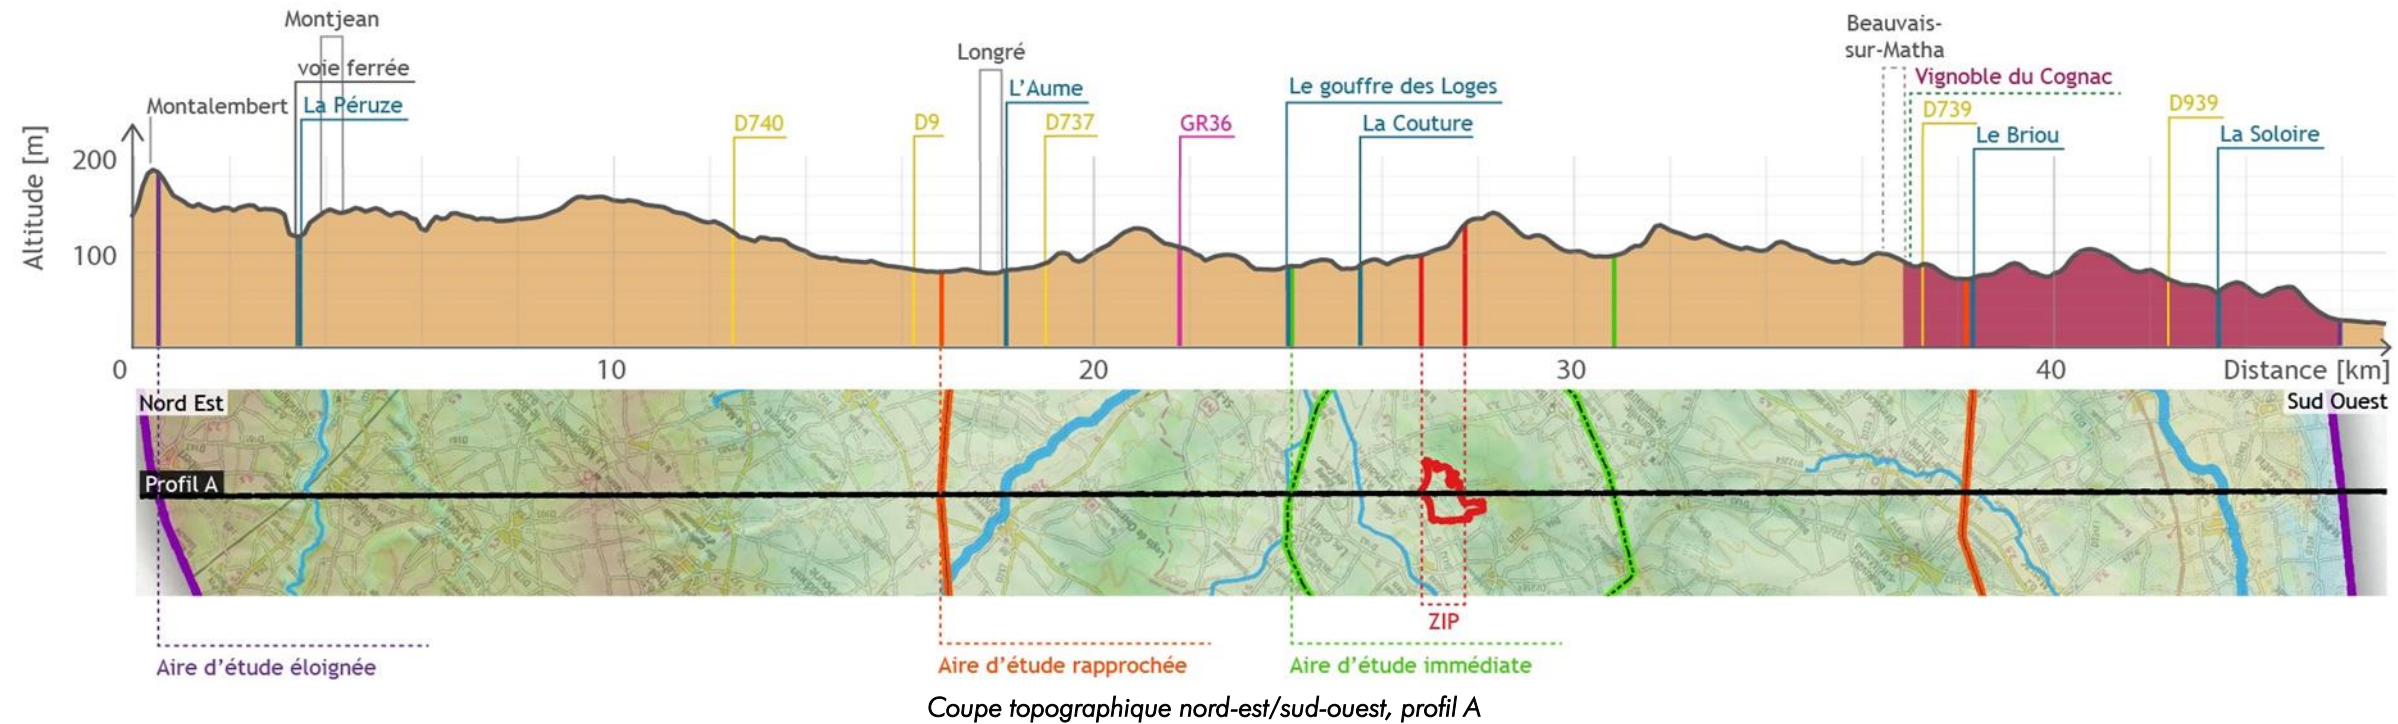 Montjean
voie ferrée
Montalembert
La Péruze
D740
D9
Longré
L'Aume
D737
GR36
Le gouffre des Loges
La Couture
Beauvais-
sur-Matha
Vignoble du Cognac
D739
Le Briou
D939
La Soloire
Altitude [m]
200
100
0
10
20
30
40
Distance [km]
Nord Est
Sud Ouest
Profil A
ZIP
Aire d'étude éloignée
Aire d'étude rapprochée
Aire d'étude immédiate
Coupe topographique nord-est/sud-ouest, profil A